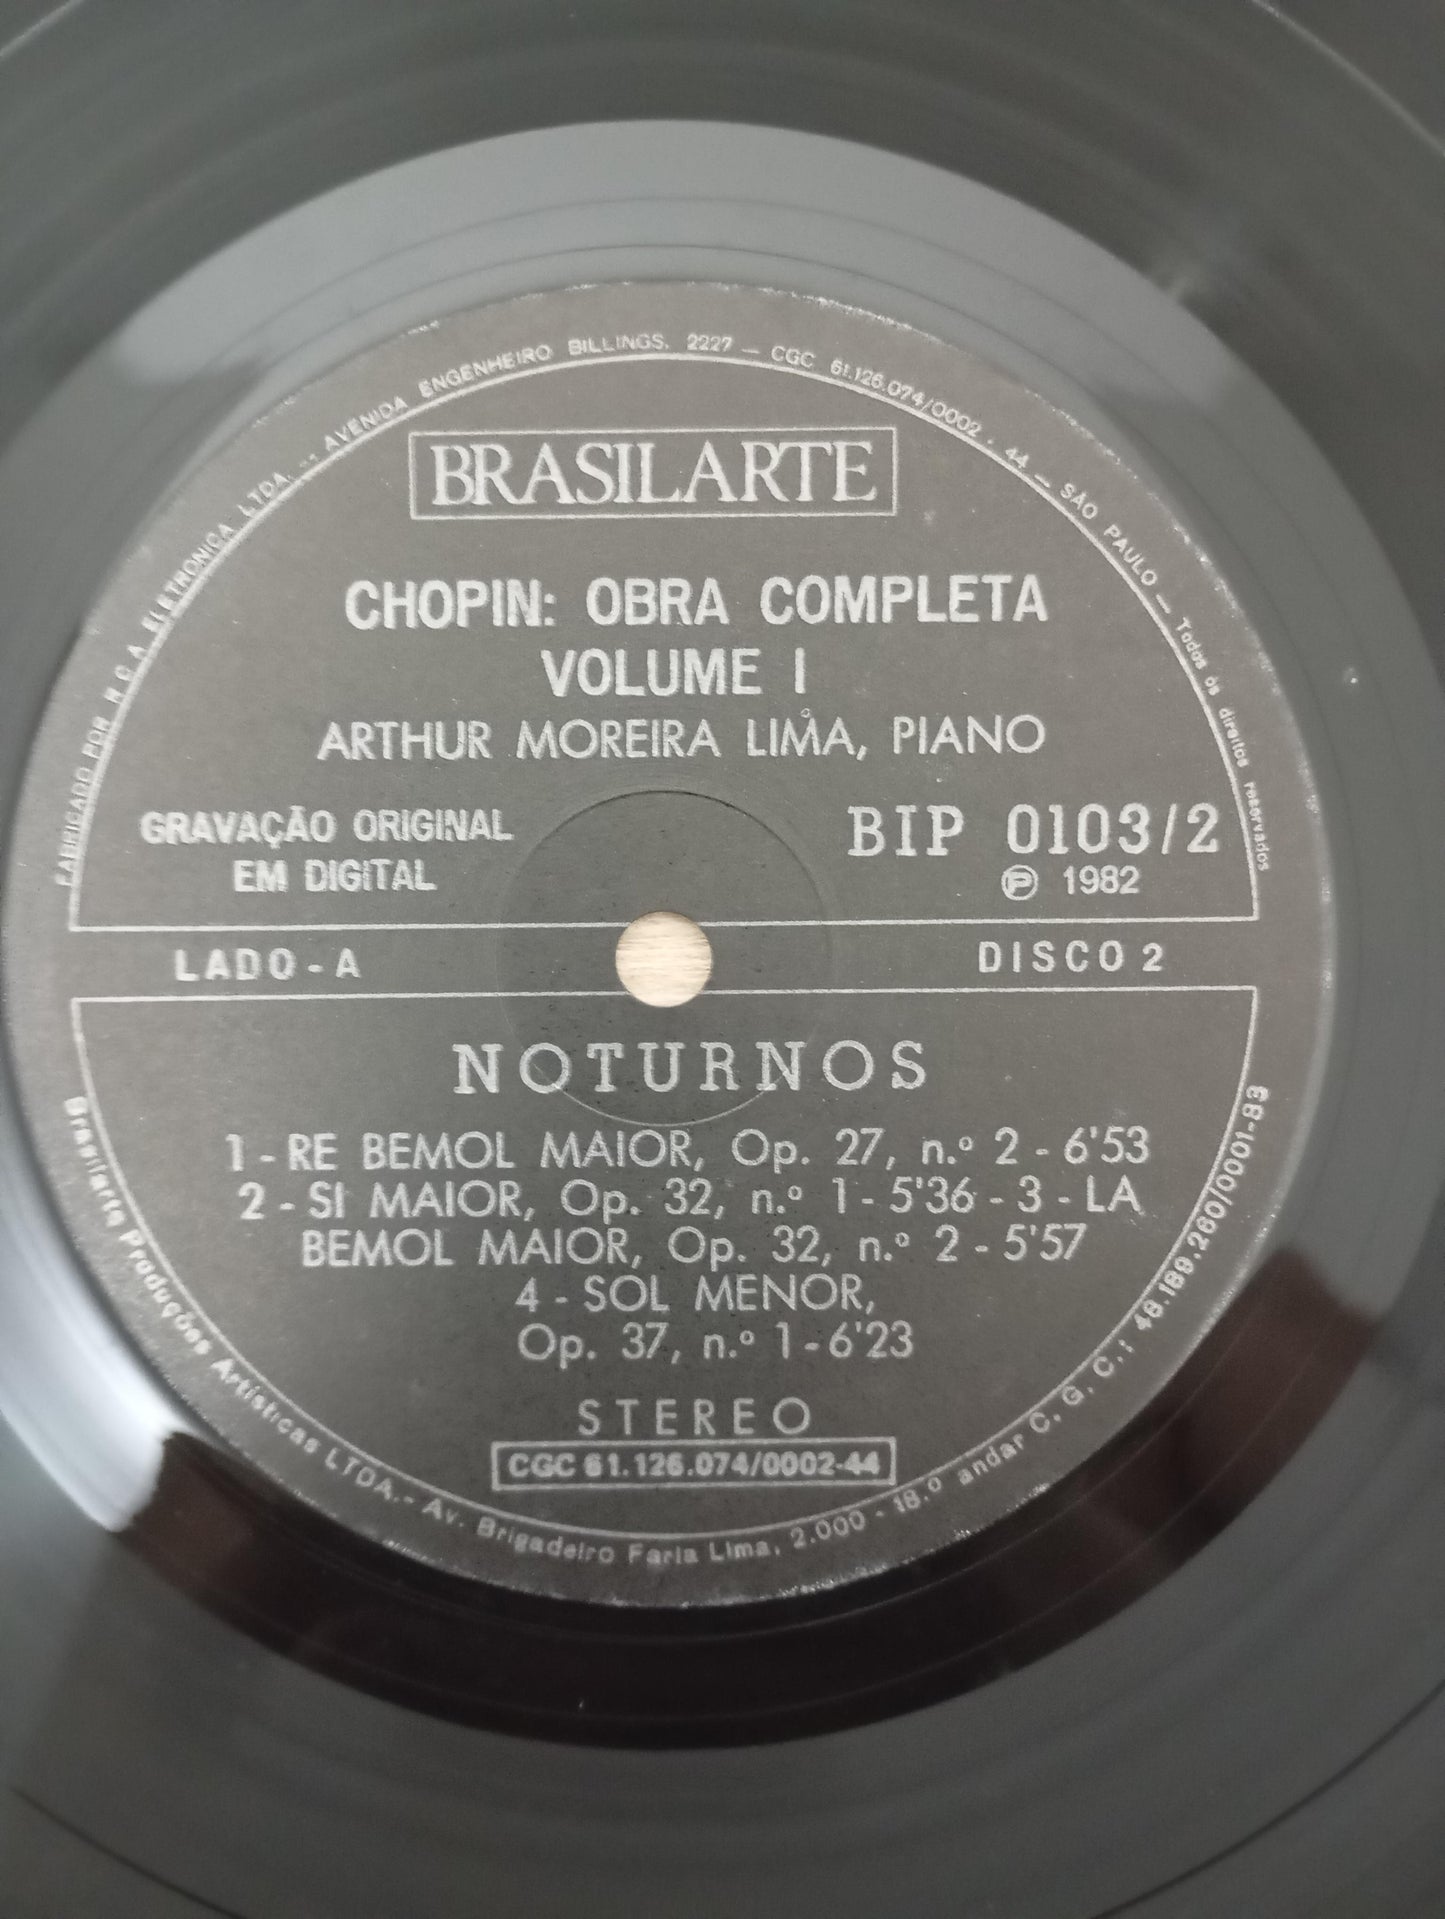 FABRICADO POR R C A ELETRONICA LTDA. -- AVENIDA ENGENHEIRO BILLINGS, 2227 — CGC 61.126.074/0002 - 44 — SÃO PAULO — Todos os direitos reservados
BRASILARTE
CHOPIN: OBRA COMPLETA
VOLUME I
ARTHUR MOREIRA LIMA, PIANO
GRAVAÇÃO ORIGINAL
EM DIGITAL
BIP 0103/2
Ⓟ 1982
LADO - A
DISCO 2
NOTURNOS
1 - RE BEMOL MAIOR, Op. 27, n.º 2 - 6'53
2 - SI MAIOR, Op. 32, n.º 1 - 5'36 - 3 - LA
BEMOL MAIOR, Op. 32, n.º 2 - 5'57
4 - SOL MENOR,
Op. 37, n.º 1 - 6'23
STEREO
CGC 61.126.074/0002-44
Brasilarte Produções Artísticas LTDA.- Av. Brigadeiro Faria Lima, 2.000 - 18.º andar C. G. C.: 48.189.260/0001-83